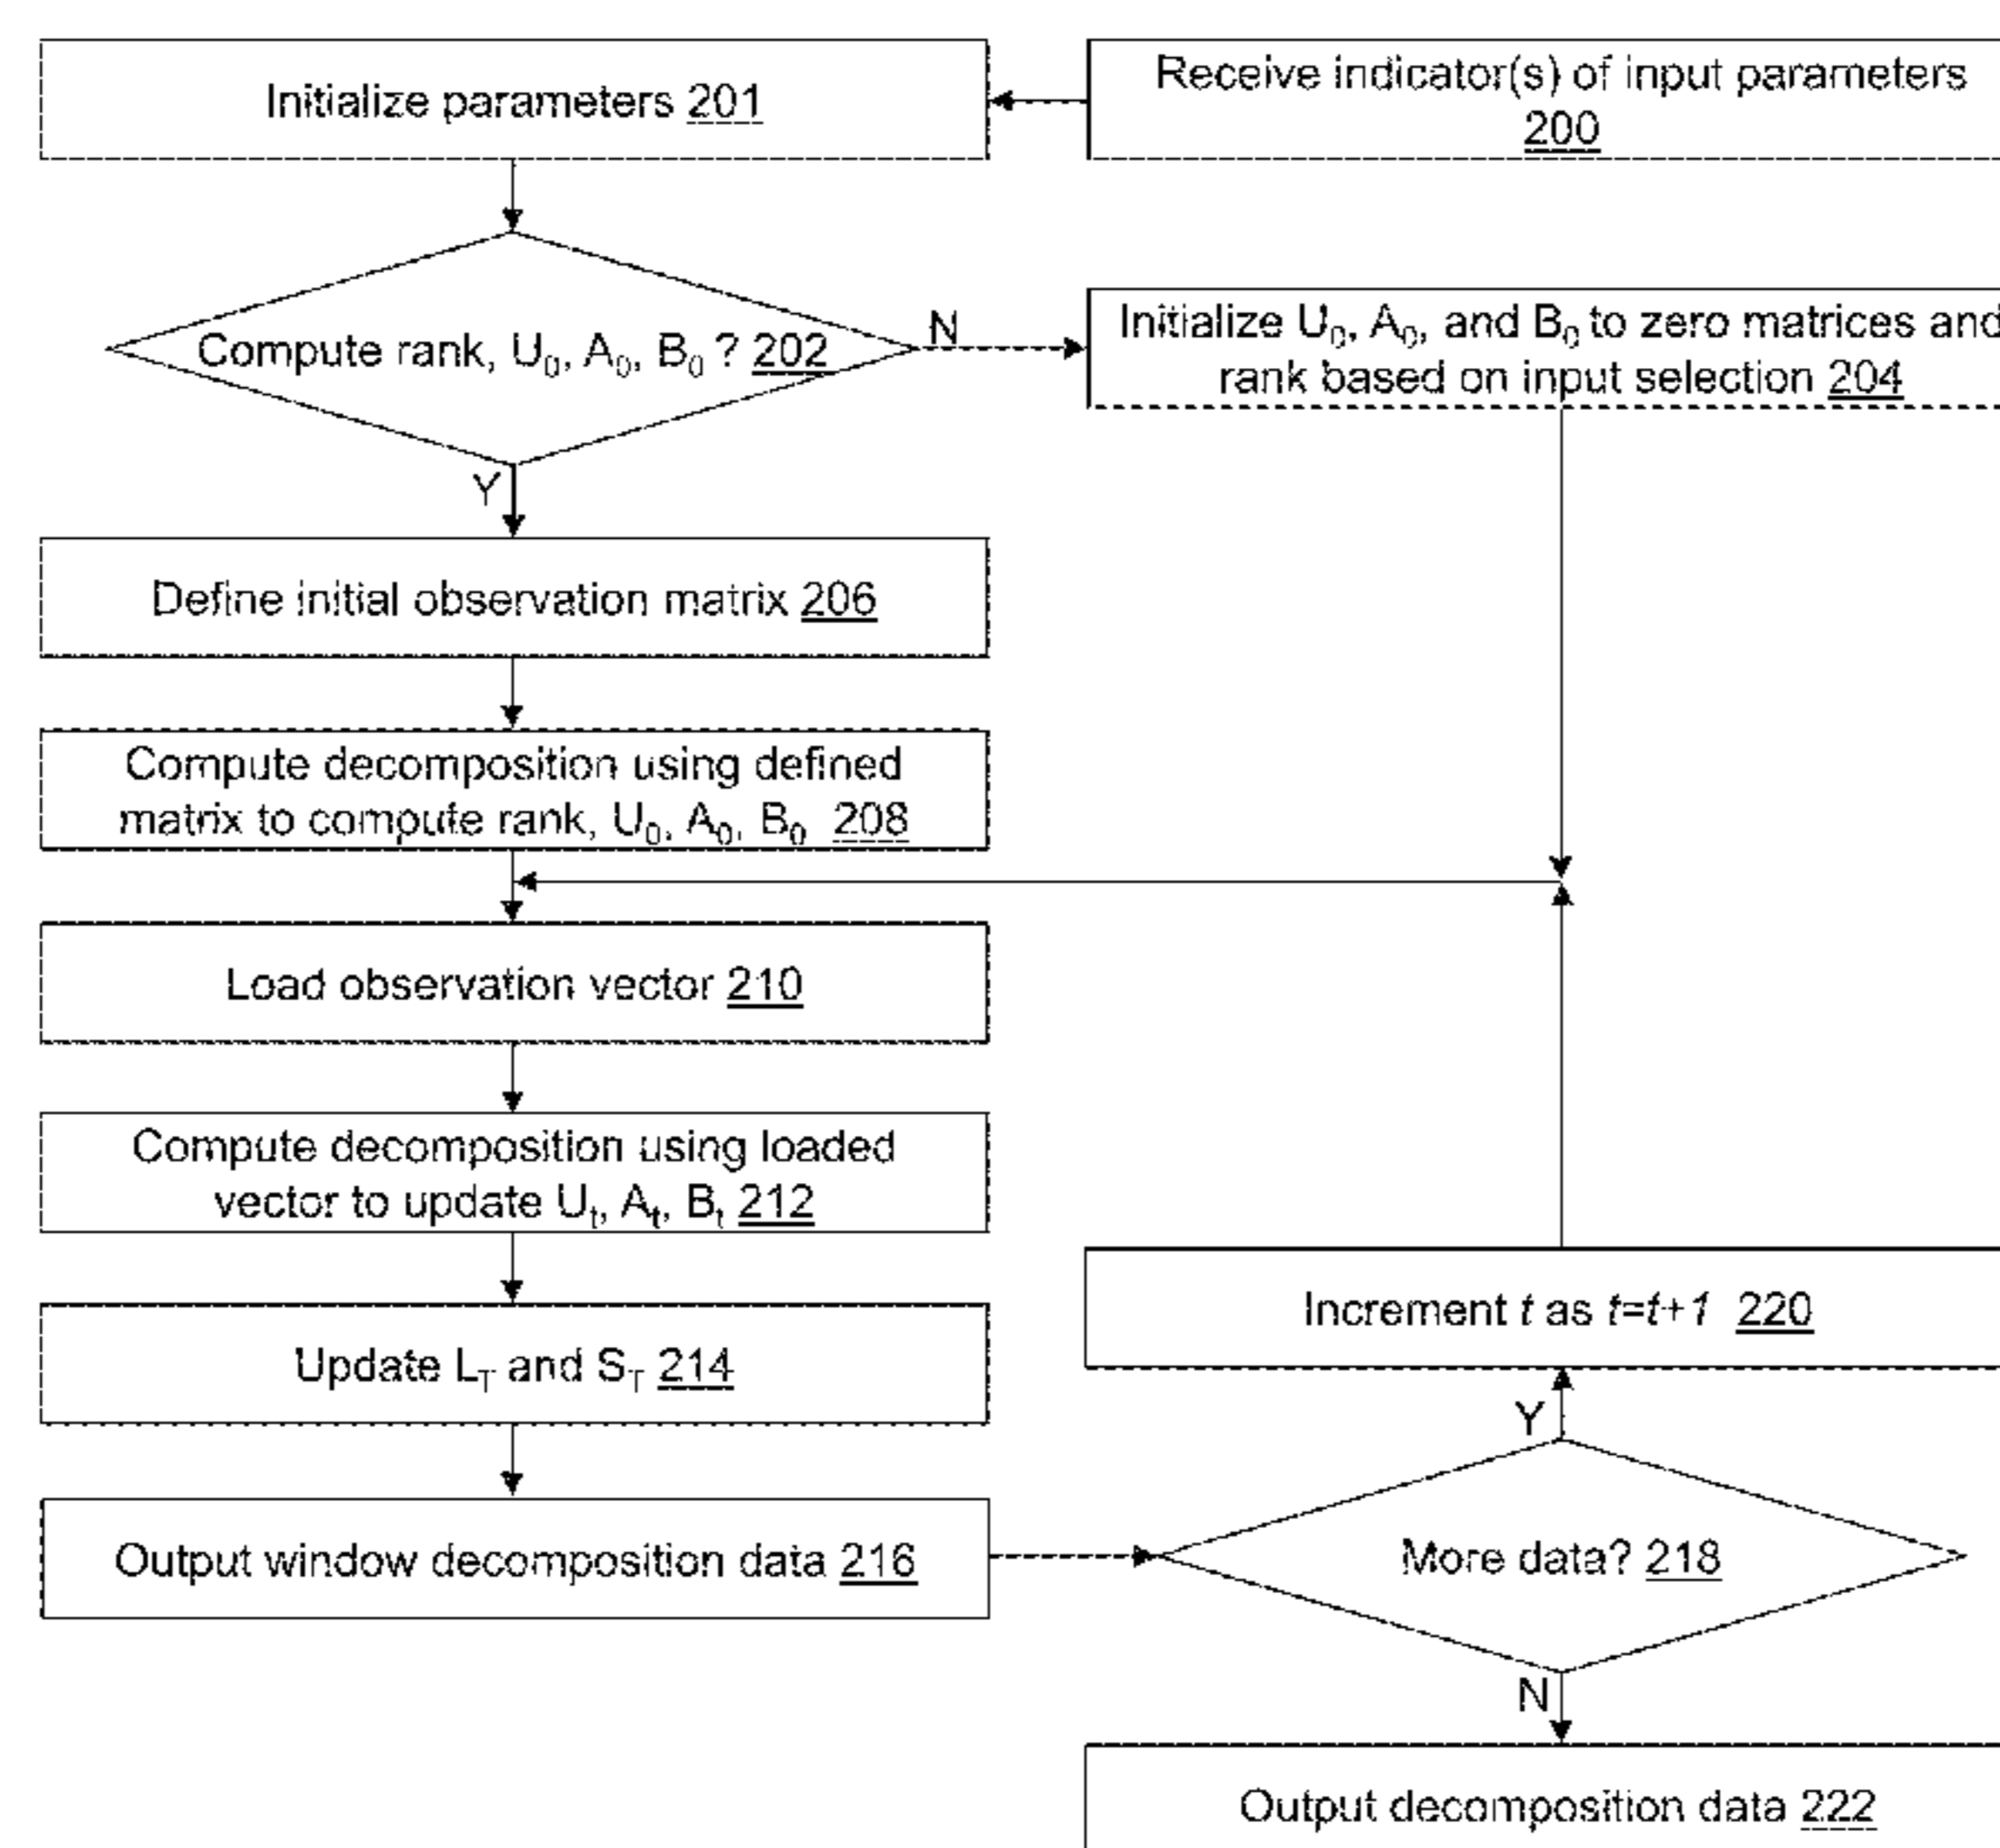 Receive indicator(s) of input parameters
200
Initialize parameters 201
Compute rank, U₀, A₀, B₀ ? 202
N
Initialize U₀, A₀, and B₀ to zero matrices and
rank based on input selection 204
Y
Define initial observation matrix 206
Compute decomposition using defined
matrix to compute rank, U₀, A₀, B₀ 208
Load observation vector 210
Compute decomposition using loaded
vector to update Uₜ, Aₜ, Bₜ 212
Update L_T and S_T 214
Output window decomposition data 216
More data? 218
Y
Increment t as t=t+1 220
N
Output decomposition data 222